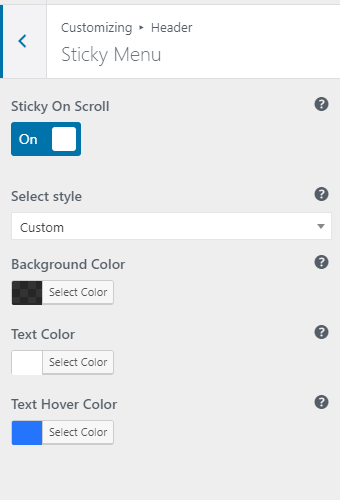 Customizing ▸ Header
Sticky Menu
Sticky On Scroll ?
On
Select style ?
Custom
Background Color ?
Select Color
Text Color ?
Select Color
Text Hover Color ?
Select Color